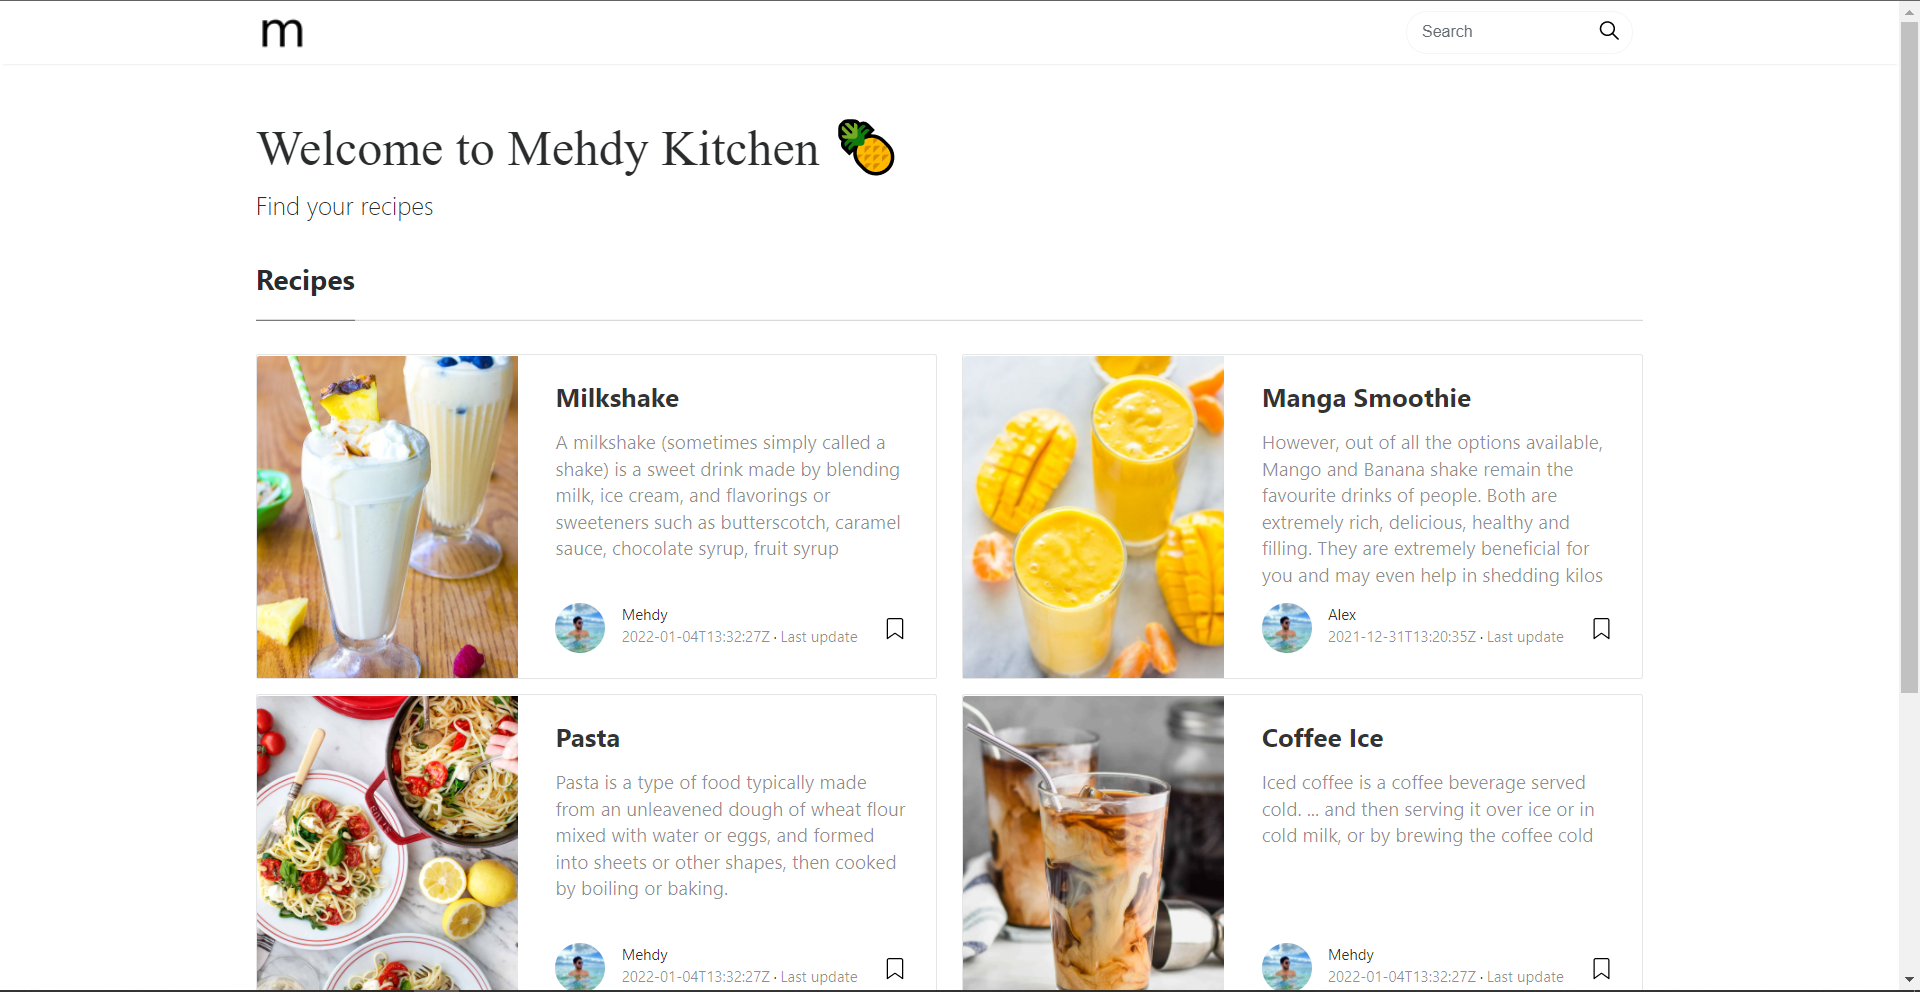 m
Search
Welcome to Mehdy Kitchen
Find your recipes
Recipes
Milkshake
A milkshake (sometimes simply called a
shake) is a sweet drink made by blending
milk, ice cream, and flavorings or
sweeteners such as butterscotch, caramel
sauce, chocolate syrup, fruit syrup
Mehdy
2022-01-04T13:32:27Z · Last update
Manga Smoothie
However, out of all the options available,
Mango and Banana shake remain the
favourite drinks of people. Both are
extremely rich, delicious, healthy and
filling. They are extremely beneficial for
you and may even help in shedding kilos
Alex
2021-12-31T13:20:35Z · Last update
Pasta
Pasta is a type of food typically made
from an unleavened dough of wheat flour
mixed with water or eggs, and formed
into sheets or other shapes, then cooked
by boiling or baking.
Mehdy
2022-01-04T13:32:27Z · Last update
Coffee Ice
Iced coffee is a coffee beverage served
cold. ... and then serving it over ice or in
cold milk, or by brewing the coffee cold
Mehdy
2022-01-04T13:32:27Z · Last update